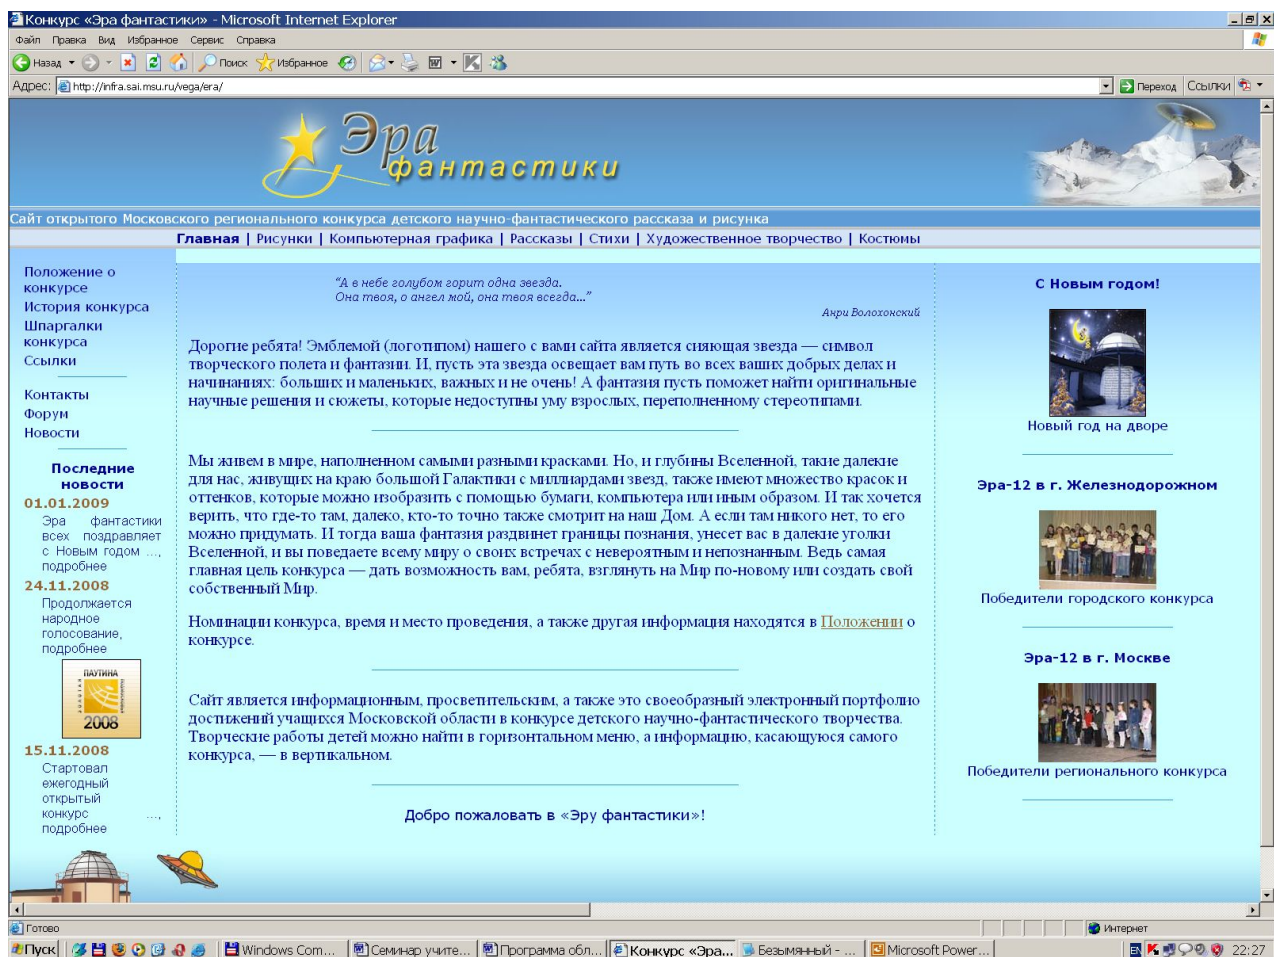 Конкурс «Эра фантастики» - Microsoft Internet Explorer
Файл Правка Вид Избранное Сервис Справка
Назад Поиск Избранное
Адрес: http://infra.sai.msu.ru/vega/era/ Переход Ссылки
Эра
фантастики
Сайт открытого Московского регионального конкурса детского научно-фантастического рассказа и рисунка
Главная | Рисунки | Компьютерная графика | Рассказы | Стихи | Художественное творчество | Костюмы
Положение о
конкурсе
История конкурса
Шпаргалки
конкурса
Ссылки
Контакты
Форум
Новости
Последние
новости
01.01.2009
Эра фантастики
всех поздравляет
с Новым годом ...,
подробнее
24.11.2008
Продолжается
народное
голосование,
подробнее
ПАУТИНА
2008
15.11.2008
Стартовал
ежегодный
открытый
конкурс ...,
подробнее
“А в небе голубом горит одна звезда.
Она твоя, о ангел мой, она твоя всегда...”
Анри Волохонский
Дорогие ребята! Эмблемой (логотипом) нашего с вами сайта является сияющая звезда — символ
творческого полета и фантазии. И, пусть эта звезда освещает вам путь во всех ваших добрых делах и
начинаниях: больших и маленьких, важных и не очень! А фантазия пусть поможет найти оригинальные
научные решения и сюжеты, которые недоступны уму взрослых, переполненному стереотипами.
Мы живем в мире, наполненном самыми разными красками. Но, и глубины Вселенной, такие далекие
для нас, живущих на краю большой Галактики с миллиардами звезд, также имеют множество красок и
оттенков, которые можно изобразить с помощью бумаги, компьютера или иным образом. И так хочется
верить, что где-то там, далеко, кто-то точно также смотрит на наш Дом. А если там никого нет, то его
можно придумать. И тогда ваша фантазия раздвинет границы познания, унесет вас в далекие уголки
Вселенной, и вы поведаете всему миру о своих встречах с невероятным и непознанным. Ведь самая
главная цель конкурса — дать возможность вам, ребята, взглянуть на Мир по-новому или создать свой
собственный Мир.
Номинации конкурса, время и место проведения, а также другая информация находятся в Положении о
конкурсе.
Сайт является информационным, просветительским, а также это своеобразный электронный портфолио
достижений учащихся Московской области в конкурсе детского научно-фантастического творчества.
Творческие работы детей можно найти в горизонтальном меню, а информацию, касающуюся самого
конкурса, — в вертикальном.
Добро пожаловать в «Эру фантастики»!
С Новым годом!
Новый год на дворе
Эра-12 в г. Железнодорожном
Победители городского конкурса
Эра-12 в г. Москве
Победители регионального конкурса
Готово Интернет
Пуск Windows Com... Семинар учите... Программа обл... Конкурс «Эра... Безымянный - ... Microsoft Power... EN 22:27